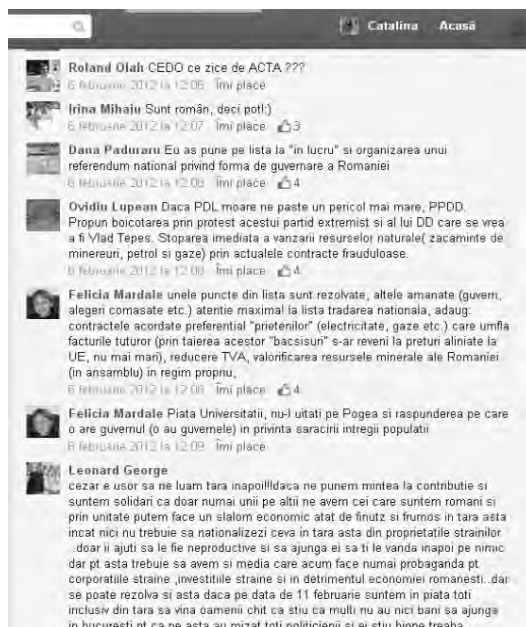 Catalina Acasă
Roland Olah CEDO ce zice de ACTA ???
6 februarie 2012 la 12:06 Îmi place
Irina Mihaiu Sunt român, deci pot!:)
6 februarie 2012 la 12:07 Îmi place 3
Dana Paduraru Eu as pune pe lista la "in lucru" si organizarea unui
referendum national privind forma de guvernare a Romaniei
6 februarie 2012 la 12:08 Îmi place 4
Ovidiu Lupean Daca PDL moare ne paste un pericol mai mare, PPDD.
Propun boicotarea prin protest acestui partid extremist si al lui DD care se vrea
a fi Vlad Tepes. Stoparea imediata a vanzarii resurselor naturale( zacaminte de
minereuri, petrol si gaze) prin actualele contracte frauduloase.
6 februarie 2012 la 12:08 Îmi place 4
Felicia Mardale unele puncte din lista sunt rezolvate, altele amanate (guvern,
alegeri comasate etc.) atentie maxima! la lista tradarea nationala, adaug:
contractele acordate preferential "prietenilor" (electricitate, gaze etc.) care umfla
facturile tuturor (prin taierea acestor "bacsisuri" s-ar reveni la preturi aliniate la
UE, nu mai mari), reducere TVA, valorificarea resursele minerale ale Romaniei
(in ansamblu) in regim propriu,
6 februarie 2012 la 12:08 Îmi place 4
Felicia Mardale Piata Universitatii, nu-l uitati pe Pogea si raspunderea pe care
o are guvernul (o au guvernele) in privinta saracirii intregii populatii
6 februarie 2012 la 12:09 Îmi place
Leonard George
cezar e usor sa ne luam tara inapoi!!!daca ne punem mintea la contributie si
suntem solidari ca doar numai unii pe altii ne avem cei care suntem romani si
prin unitate putem face un slalom economic atat de finutz si frumos in tara asta
incat nici nu trebuie sa nationalizezi ceva in tara asta din proprietatile strainilor
..doar ii ajuti sa le fie neproductive si sa ajunga ei sa ti le vanda inapoi pe nimic
dar pt asta trebuie sa avem si media care acum face numai probaganda pt
corporatiile straine ,investitiile straine si in detrimentul economiei romanesti..dar
se poate rezolva si asta daca pe data de 11 februarie suntem in piata toti
inclusiv din tara sa vina oamenii chit ca stiu ca multi nu au nici bani sa ajunga
in bucuresti pt ca pe asta au mizat toti politicienii si ei stiu bione treaba